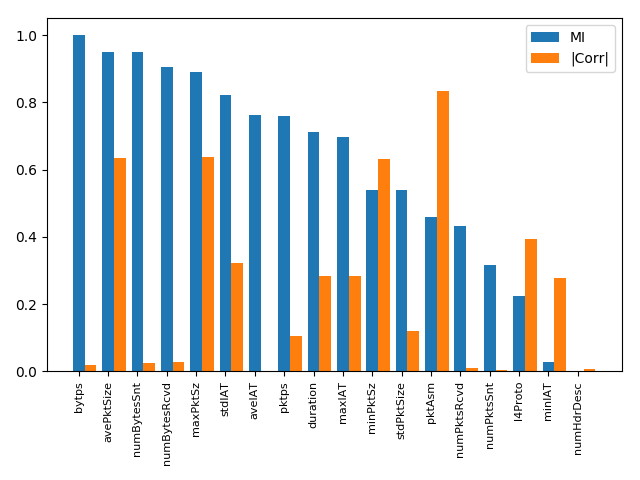 1.0
0.8
0.6
0.4
0.2
0.0
MI
|Corr|
bytps
avePktSize
numBytesSnt
numBytesRcvd
maxPktSz
stdIAT
aveIAT
pktps
duration
maxIAT
minPktSz
stdPktSize
pktAsm
numPktsRcvd
numPktsSnt
l4Proto
minIAT
numHdrDesc